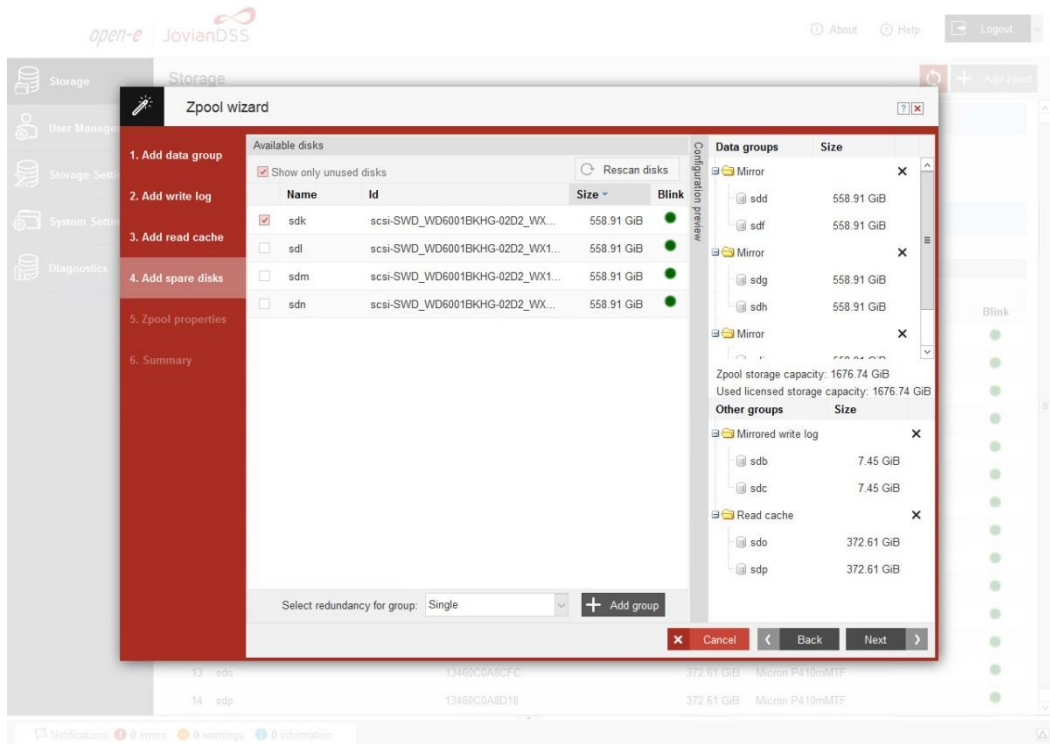 open-e JovianDSS
About Help Logout
Storage
Storage
Add zpool
Zpool wizard
User Manage
Storage Setti
System Settin
Diagnostics
1. Add data group
2. Add write log
3. Add read cache
4. Add spare disks
5. Zpool properties
6. Summary
Available disks
Show only unused disks
Rescan disks
Name Id Size Blink
sdk scsi-SWD_WD6001BKHG-02D2_WX... 558.91 GiB
sdl scsi-SWD_WD6001BKHG-02D2_WX1... 558.91 GiB
sdm scsi-SWD_WD6001BKHG-02D2_WX1... 558.91 GiB
sdn scsi-SWD_WD6001BKHG-02D2_WX... 558.91 GiB
Select redundancy for group: Single
Add group
Configuration preview
Data groups Size
Mirror
sdd 558.91 GiB
sdf 558.91 GiB
Mirror
sdg 558.91 GiB
sdh 558.91 GiB
Mirror
Zpool storage capacity: 1676.74 GiB
Used licensed storage capacity: 1676.74 GiB
Other groups Size
Mirrored write log
sdb 7.45 GiB
sdc 7.45 GiB
Read cache
sdo 372.61 GiB
sdp 372.61 GiB
Cancel Back Next
Blink
13 sdo 13460C0A8CFC 372.61 GiB Micron P410mMTF
14 sdp 13460C0A8D18 372.61 GiB Micron P410mMTF
Notifications: 0 errors 0 warnings 0 information